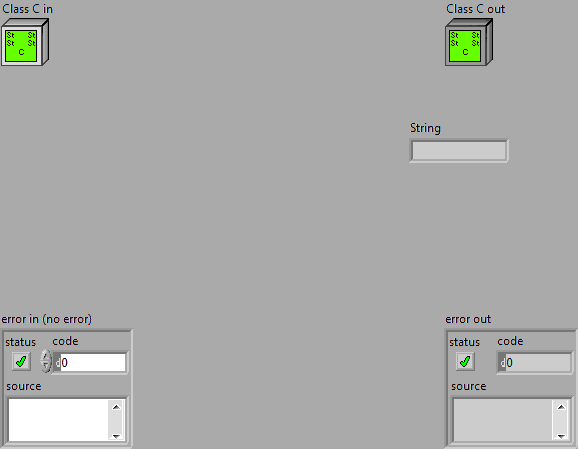 Class C in
Class C out
St St
St St
C
St St
St St
C
String
error in (no error)
error out
status code
d0
source
status code
d0
source